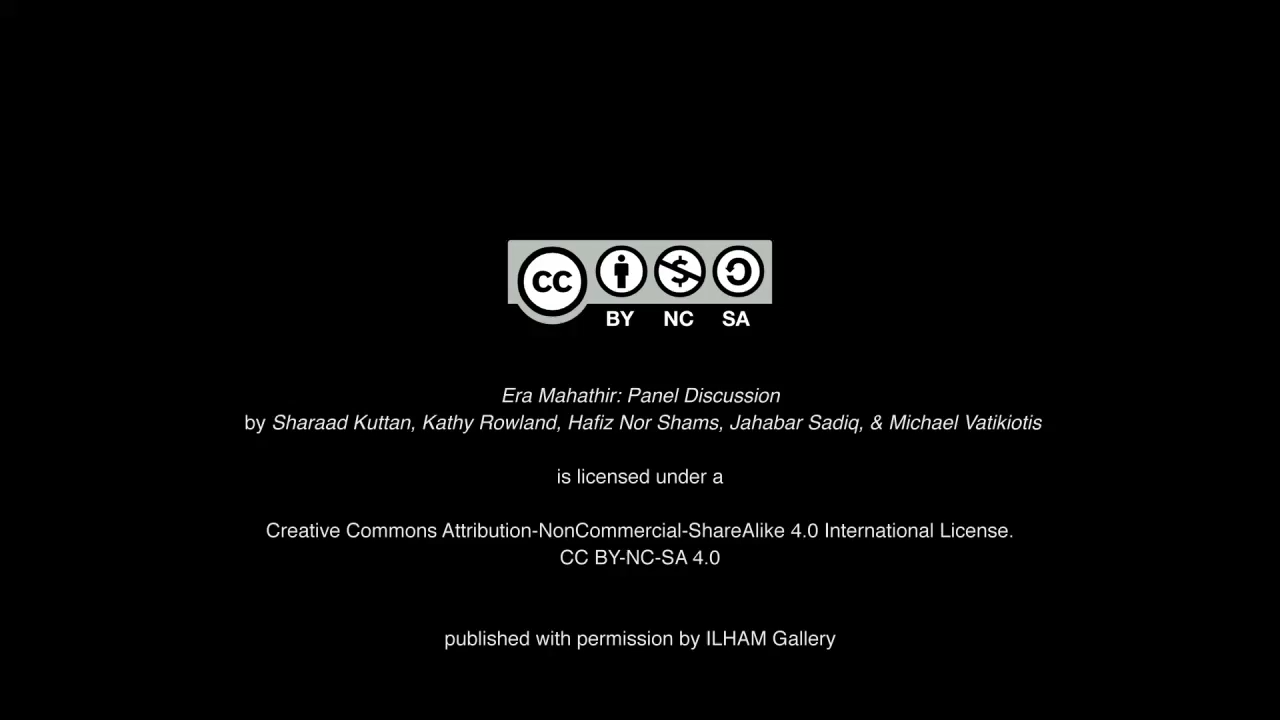 CC
BY NC SA
Era Mahathir: Panel Discussion
by Sharaad Kuttan, Kathy Rowland, Hafiz Nor Shams, Jahabar Sadiq, & Michael Vatikiotis
is licensed under a
Creative Commons Attribution-NonCommercial-ShareAlike 4.0 International License.
CC BY-NC-SA 4.0
published with permission by ILHAM Gallery